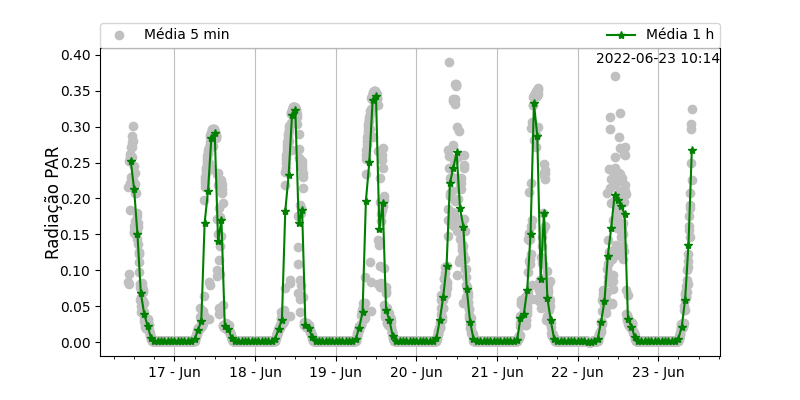 Média 5 min
Média 1 h
2022-06-23 10:14
Radiação PAR
0.40
0.35
0.30
0.25
0.20
0.15
0.10
0.05
0.00
17 - Jun
18 - Jun
19 - Jun
20 - Jun
21 - Jun
22 - Jun
23 - Jun